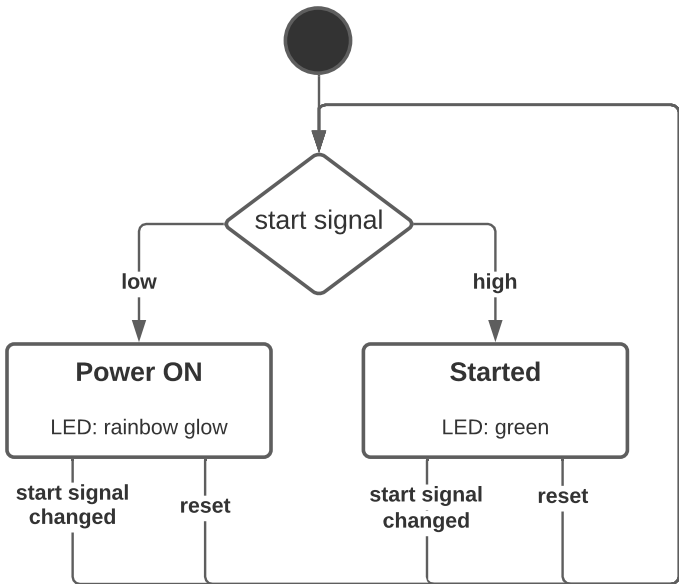 start signal
low
high
Power ON
LED: rainbow glow
Started
LED: green
start signal
changed
reset
start signal
changed
reset